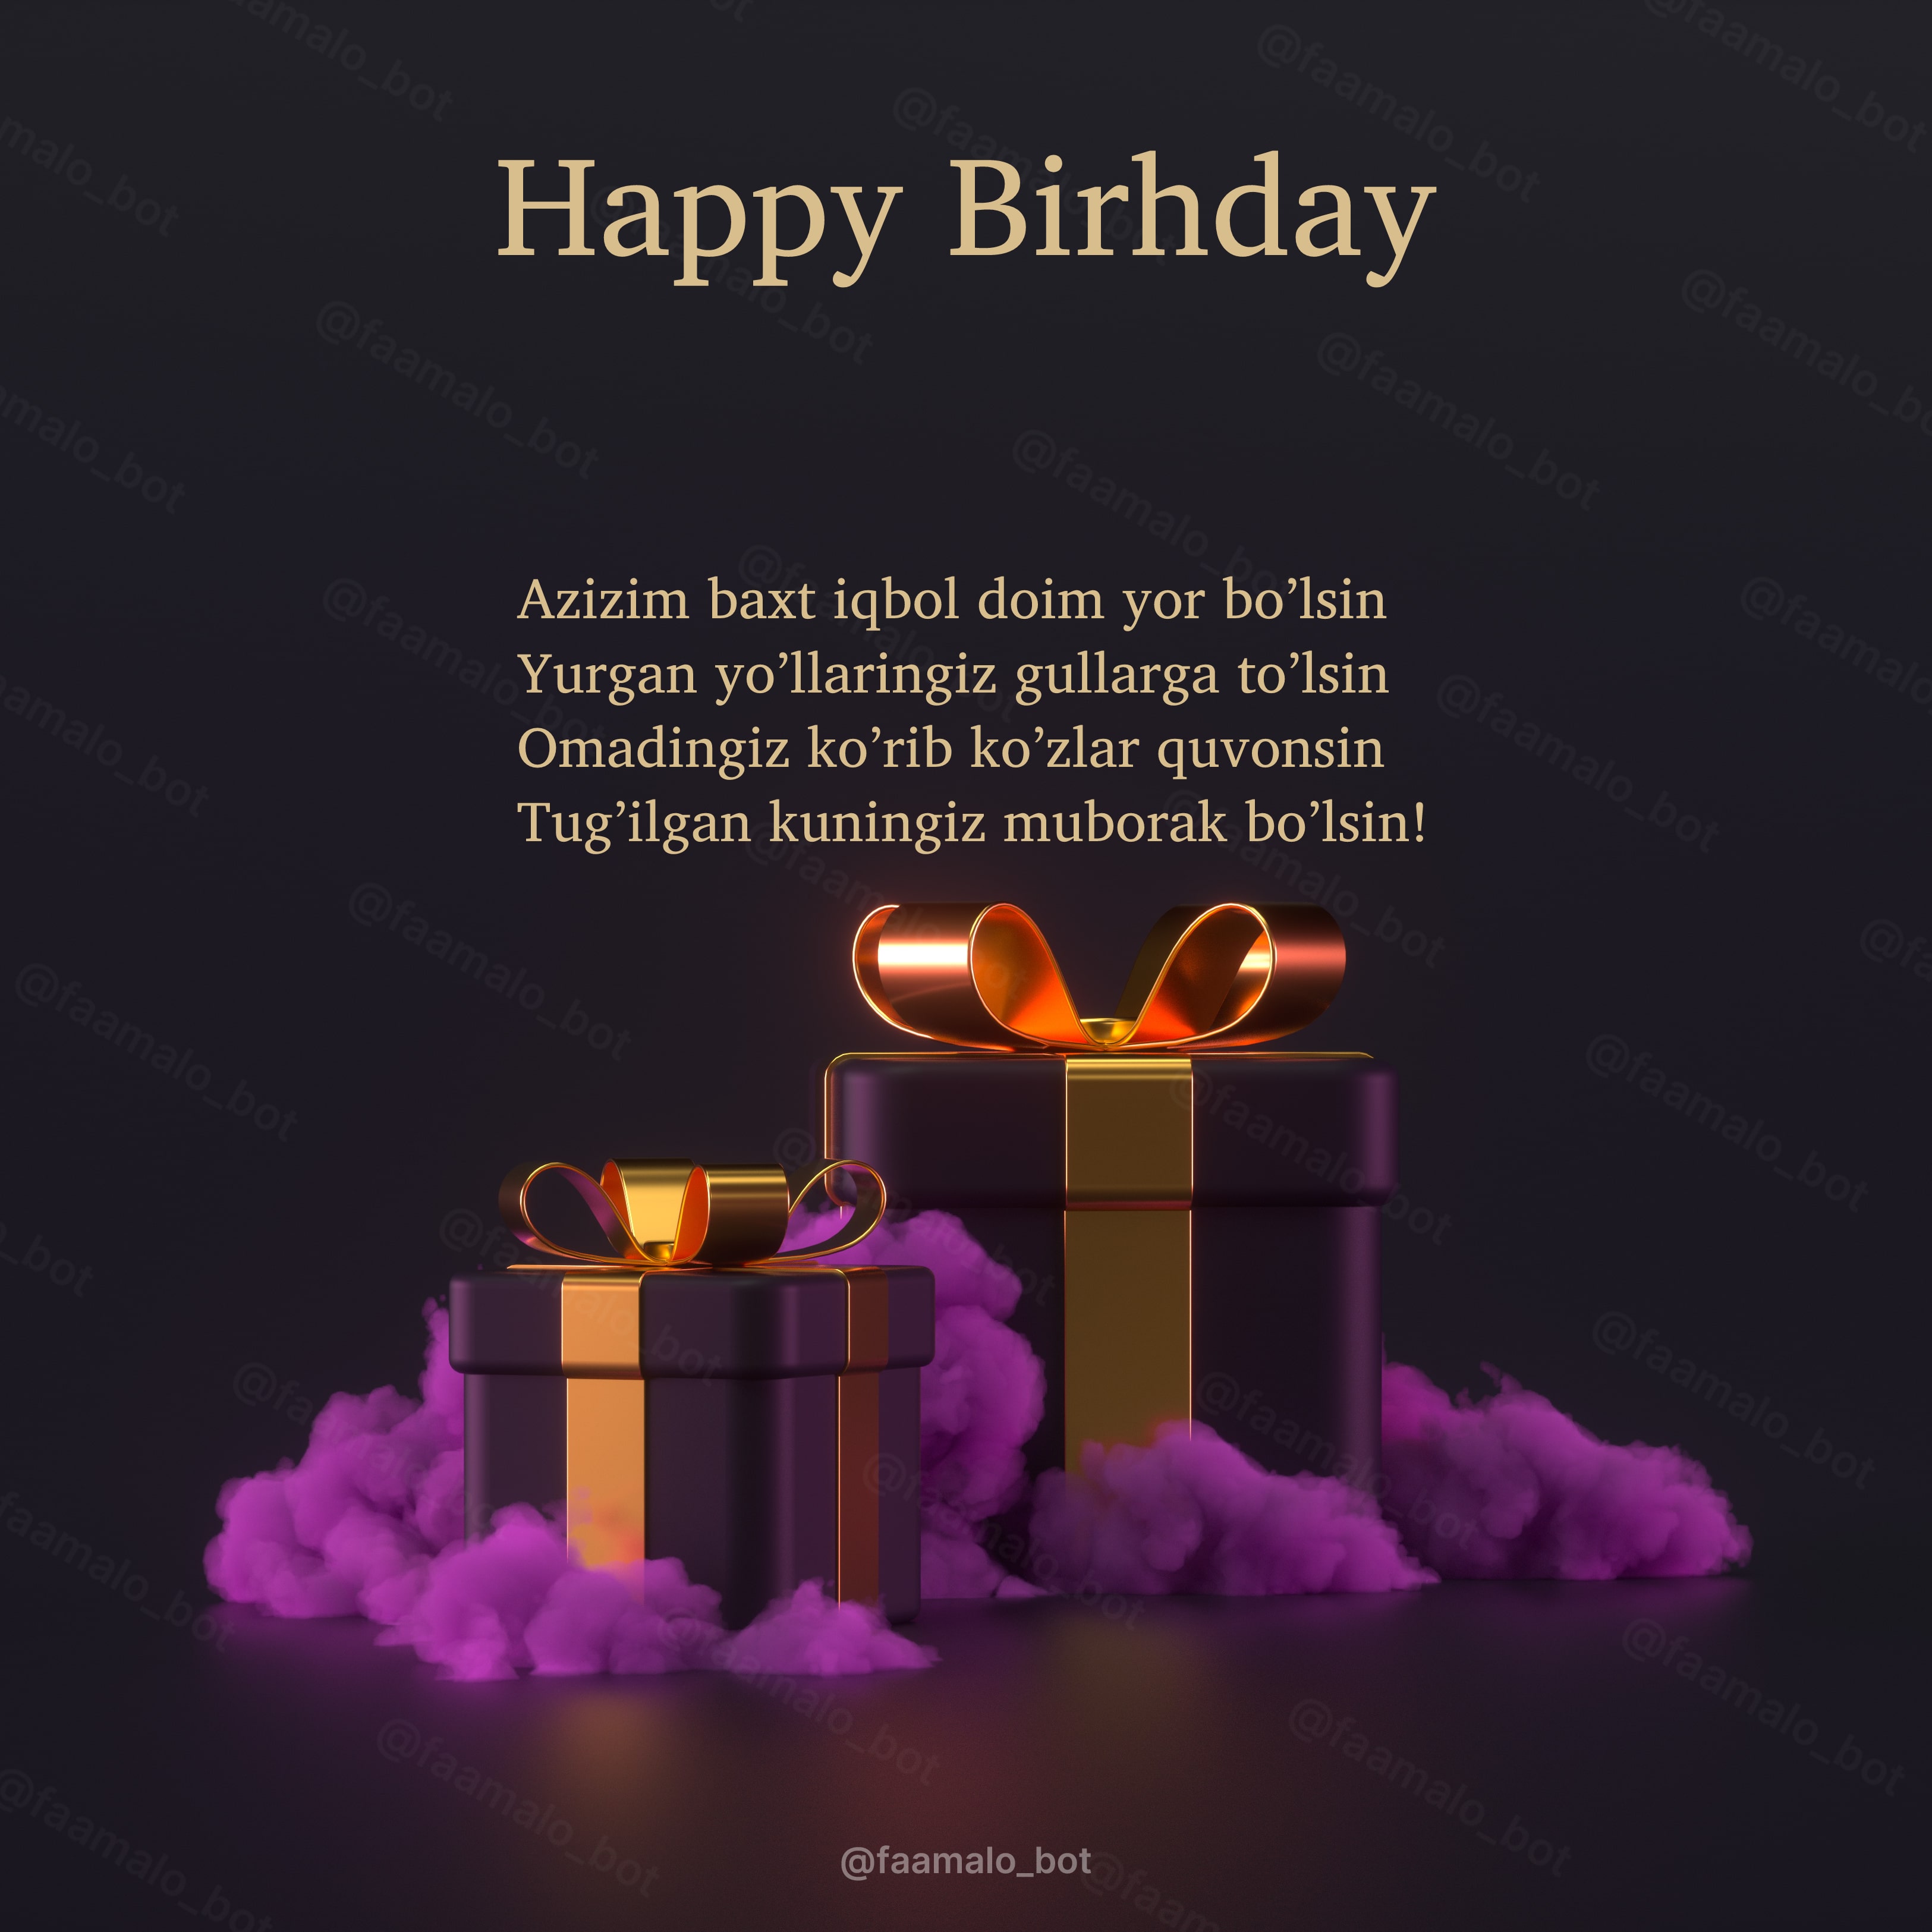 Happy Birhday
Azizim baxt iqbol doim yor bo’lsin
Yurgan yo’llaringiz gullarga to’lsin
Omadingiz ko’rib ko’zlar quvonsin
Tug’ilgan kuningiz muborak bo’lsin!
@faamalo_bot